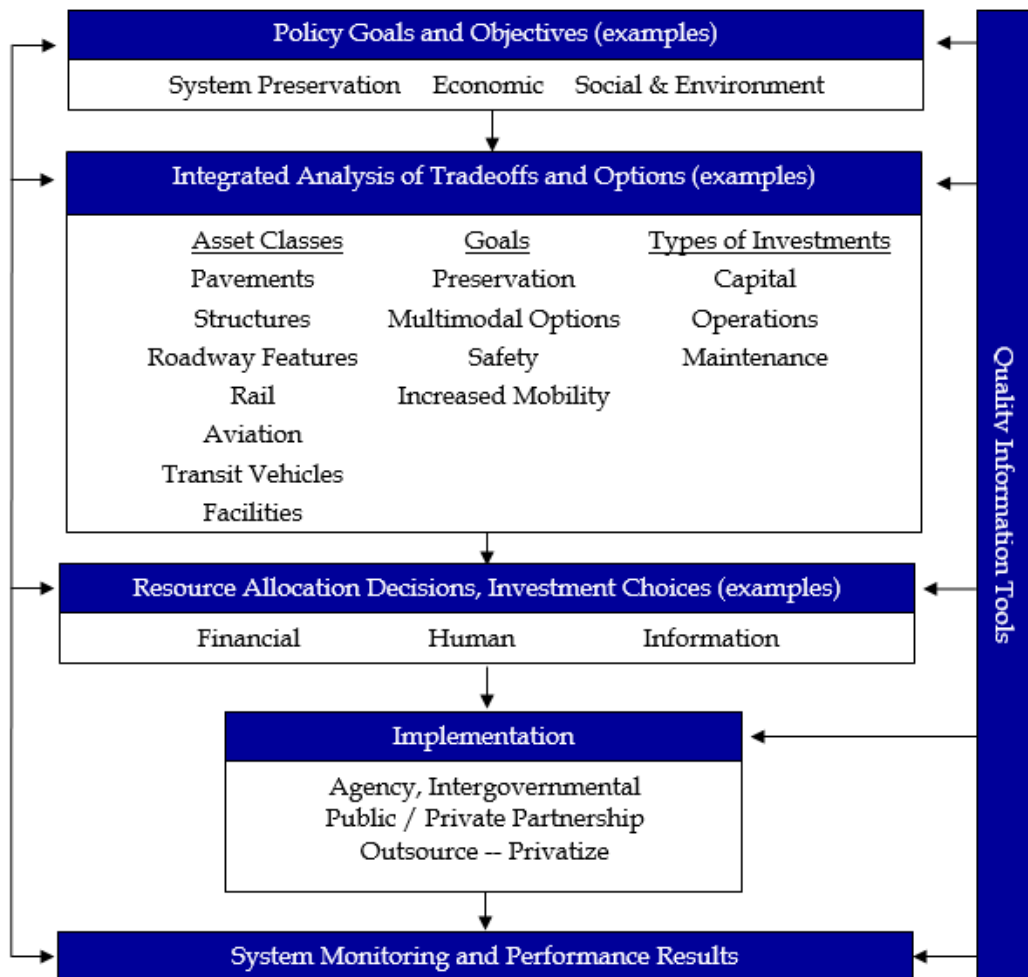 Policy Goals and Objectives (examples)
System Preservation Economic Social & Environment
Integrated Analysis of Tradeoffs and Options (examples)
Asset Classes
Pavements
Structures
Roadway Features
Rail
Aviation
Transit Vehicles
Facilities
Goals
Preservation
Multimodal Options
Safety
Increased Mobility
Types of Investments
Capital
Operations
Maintenance
Resource Allocation Decisions, Investment Choices (examples)
Financial Human Information
Implementation
Agency, Intergovernmental
Public / Private Partnership
Outsource -- Privatize
System Monitoring and Performance Results
Quality Information Tools